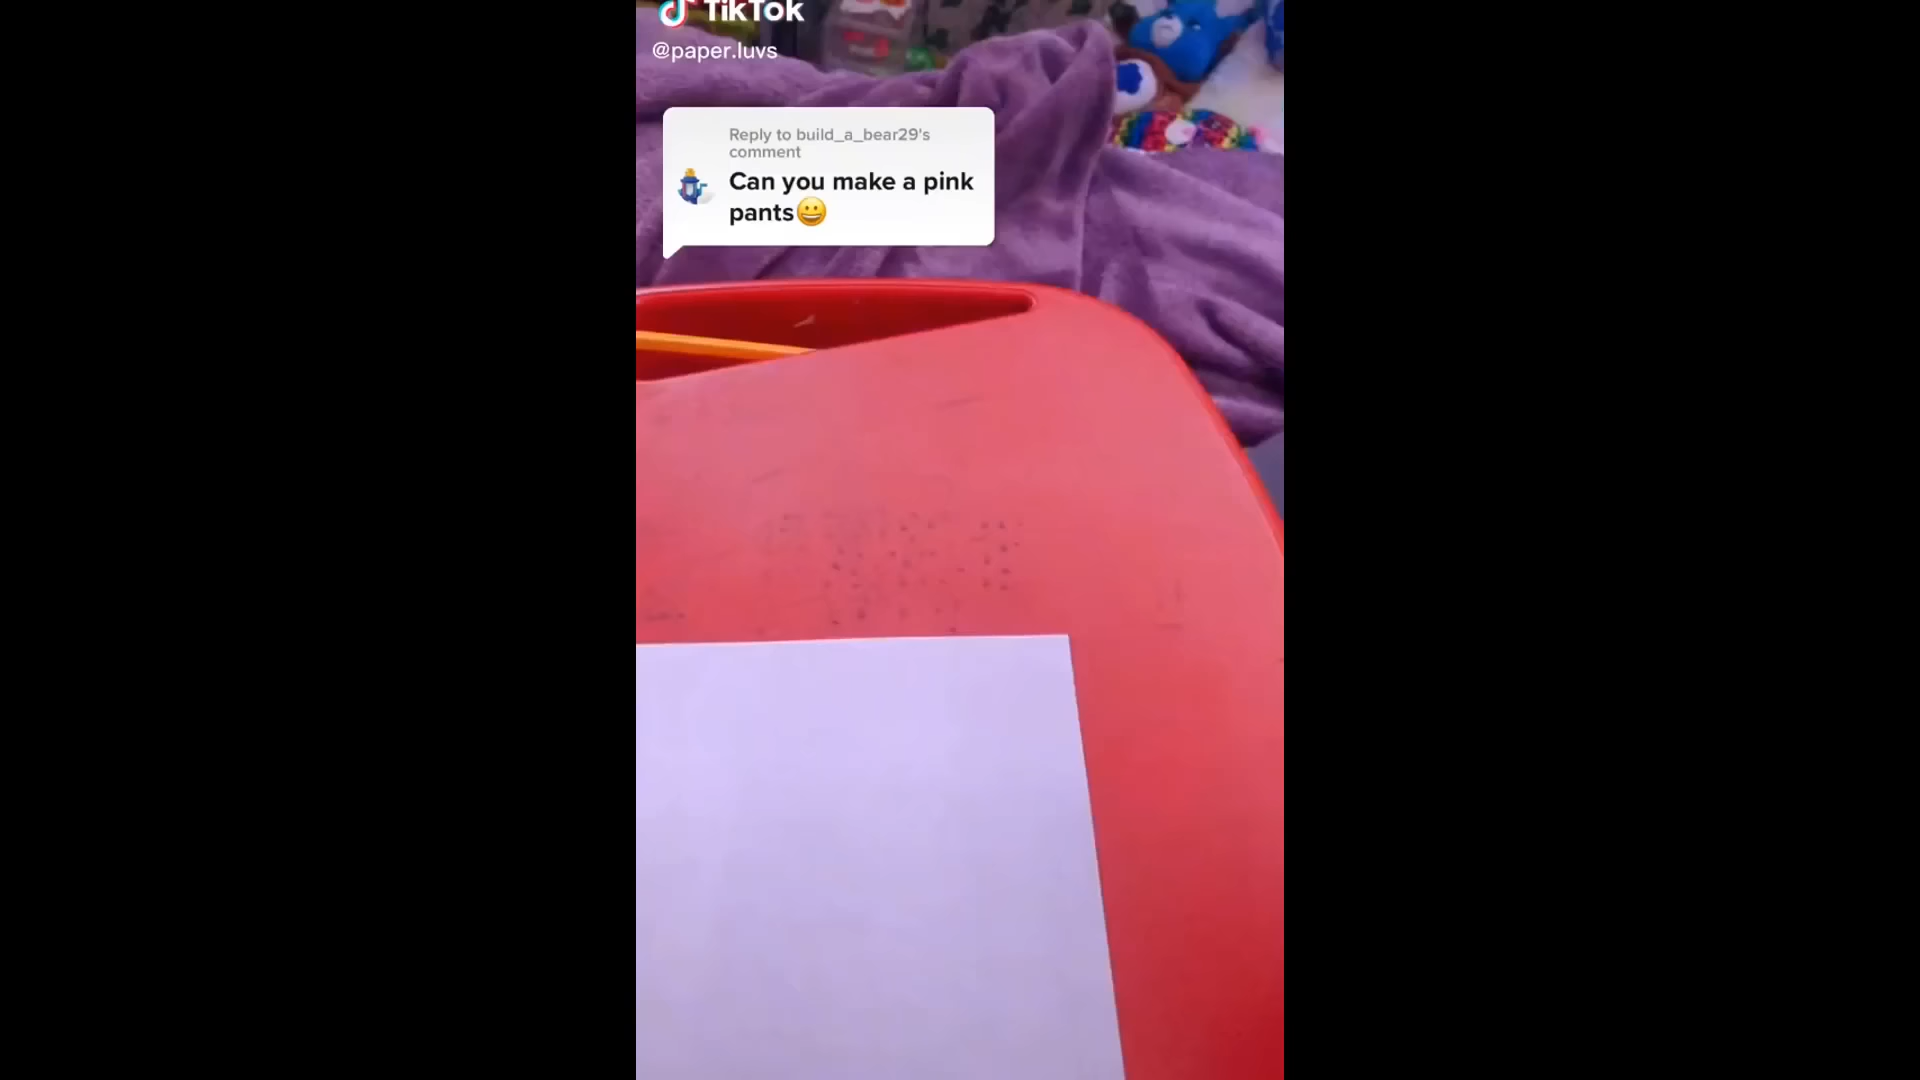 TikTok
@paper.luvs
Reply to build_a_bear29's
comment
Can you make a pink
pants😀